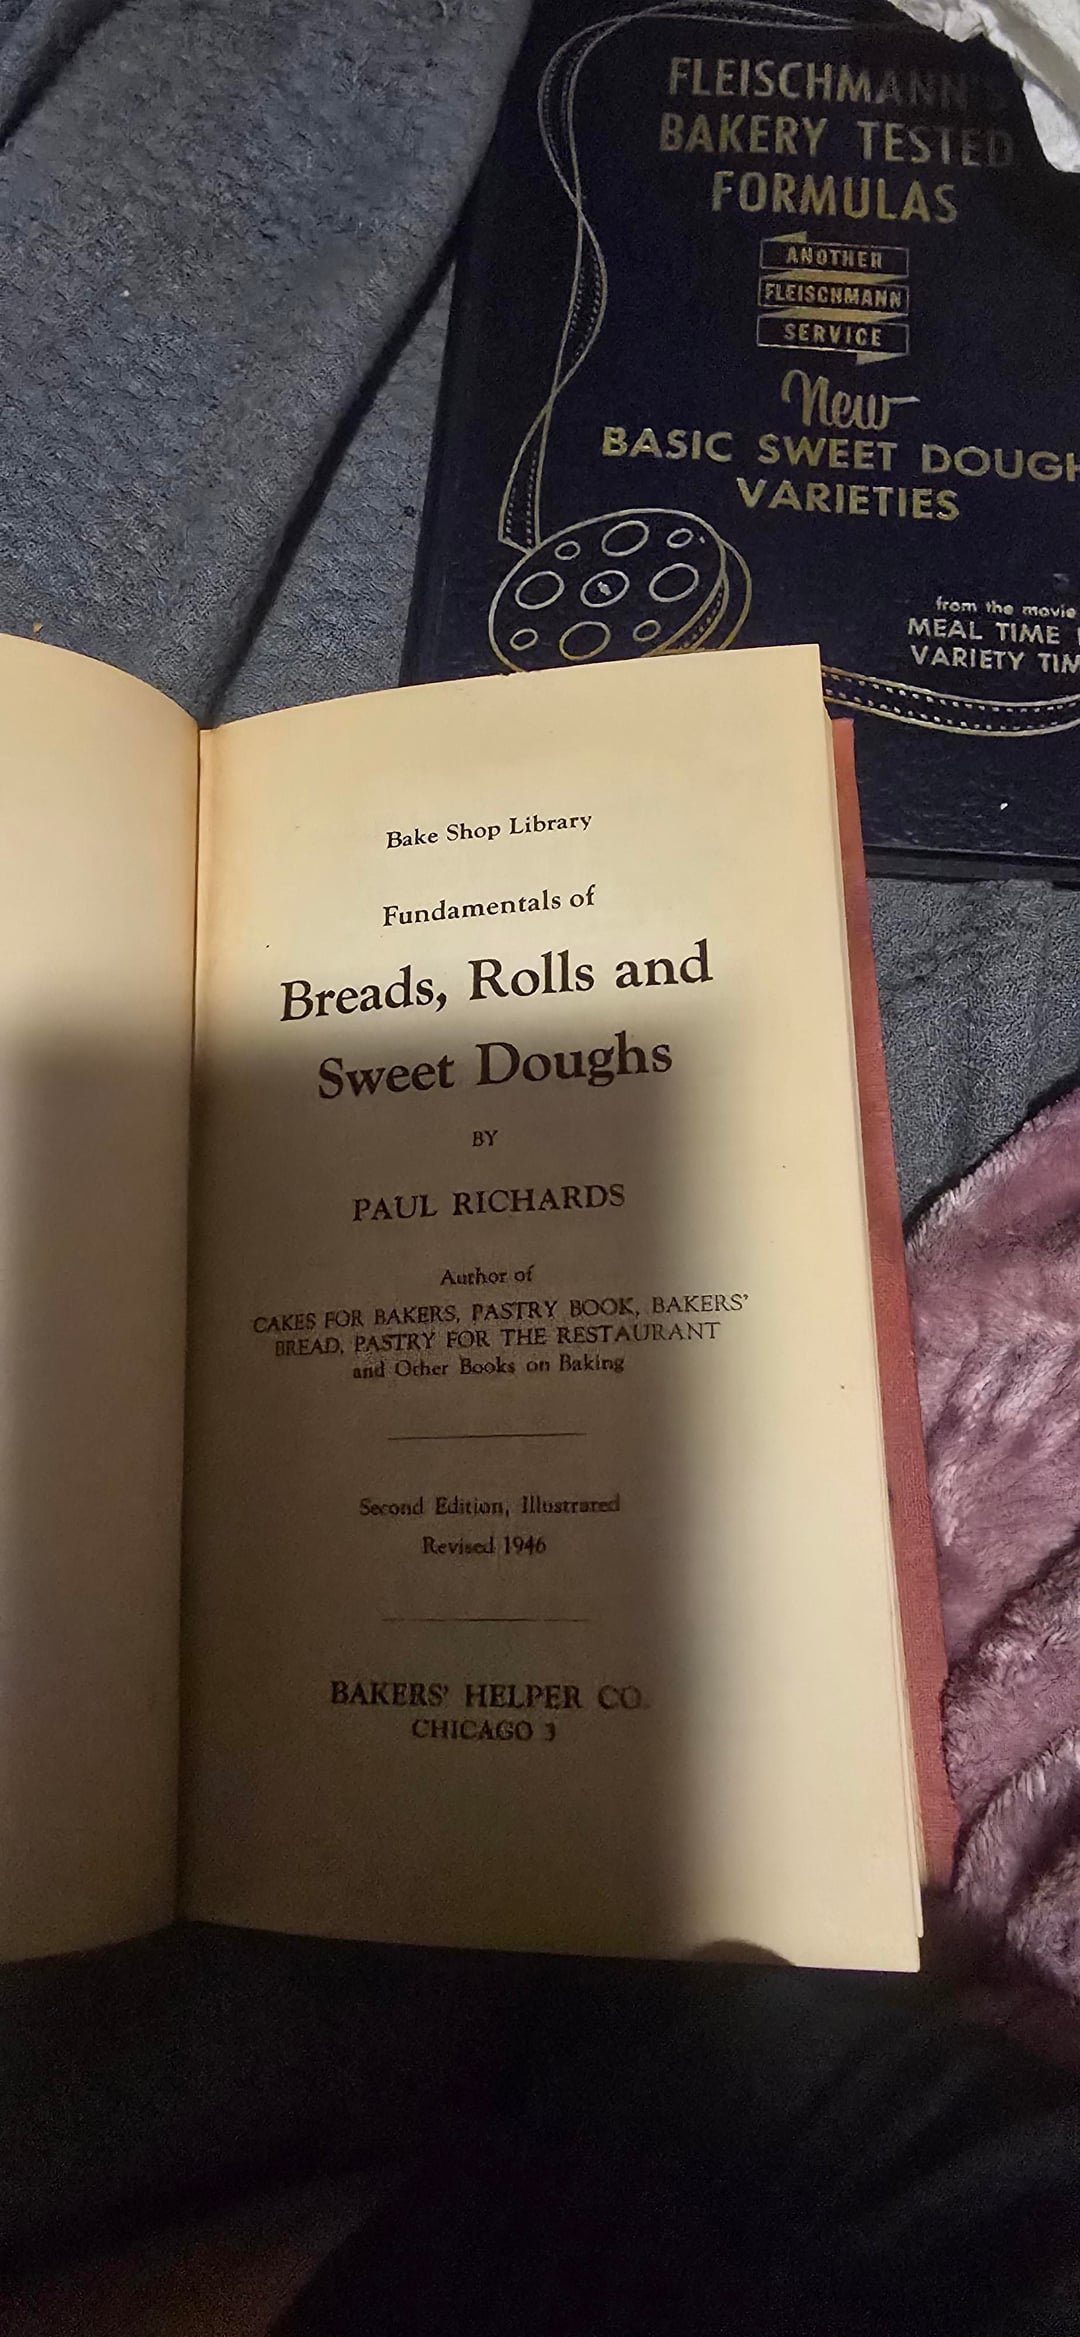 FLEISCHMANN'S
BAKERY TESTED
FORMULAS
ANOTHER
FLEISCHMANN
SERVICE
New
BASIC SWEET DOUGH
VARIETIES
from the movie
MEAL TIME
VARIETY TIM
Bake Shop Library
Fundamentals of
Breads, Rolls and
Sweet Doughs
BY
PAUL RICHARDS
Author of
CAKES FOR BAKERS, PASTRY BOOK, BAKERS'
BREAD, PASTRY FOR THE RESTAURANT
and Other Books on Baking
Second Edition, Illustrated
Revised 1946
BAKERS' HELPER CO.
CHICAGO 3